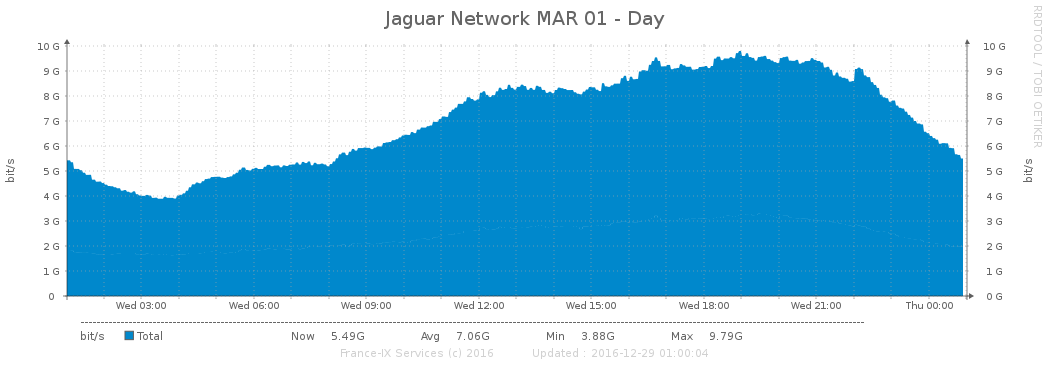 Jaguar Network MAR 01 - Day
RRDTOOL / TOBI OETIKER
10 G 10 G
9 G 9 G
8 G 8 G
7 G 7 G
6 G 6 G
5 G 5 G
4 G 4 G
3 G 3 G
2 G 2 G
1 G 1 G
0 0 G
bit/s
bit/s
Wed 03:00 Wed 06:00 Wed 09:00 Wed 12:00 Wed 15:00 Wed 18:00 Wed 21:00 Thu 00:00
bit/s Total Now 5.49G Avg 7.06G Min 3.88G Max 9.79G
France-IX Services (c) 2016 Updated : 2016-12-29 01:00:04